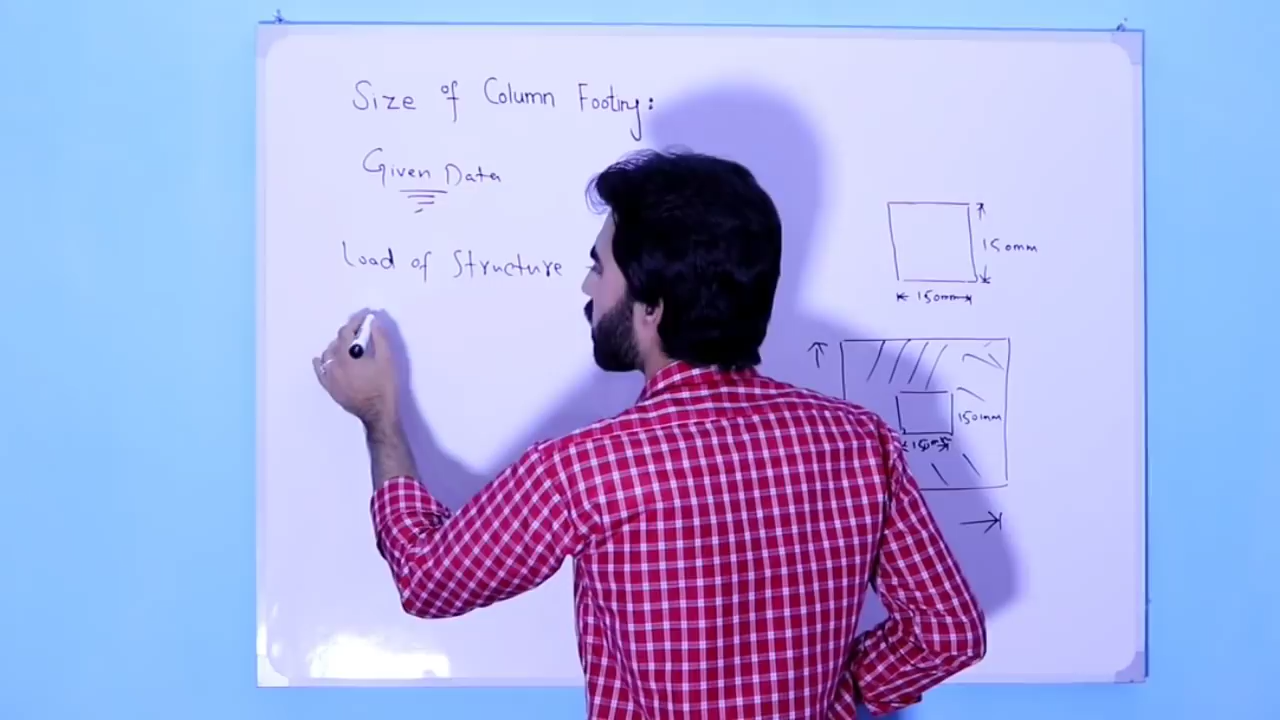 Size of Column Footing:
Given Data
Load of Structure
150mm
150mm
150mm